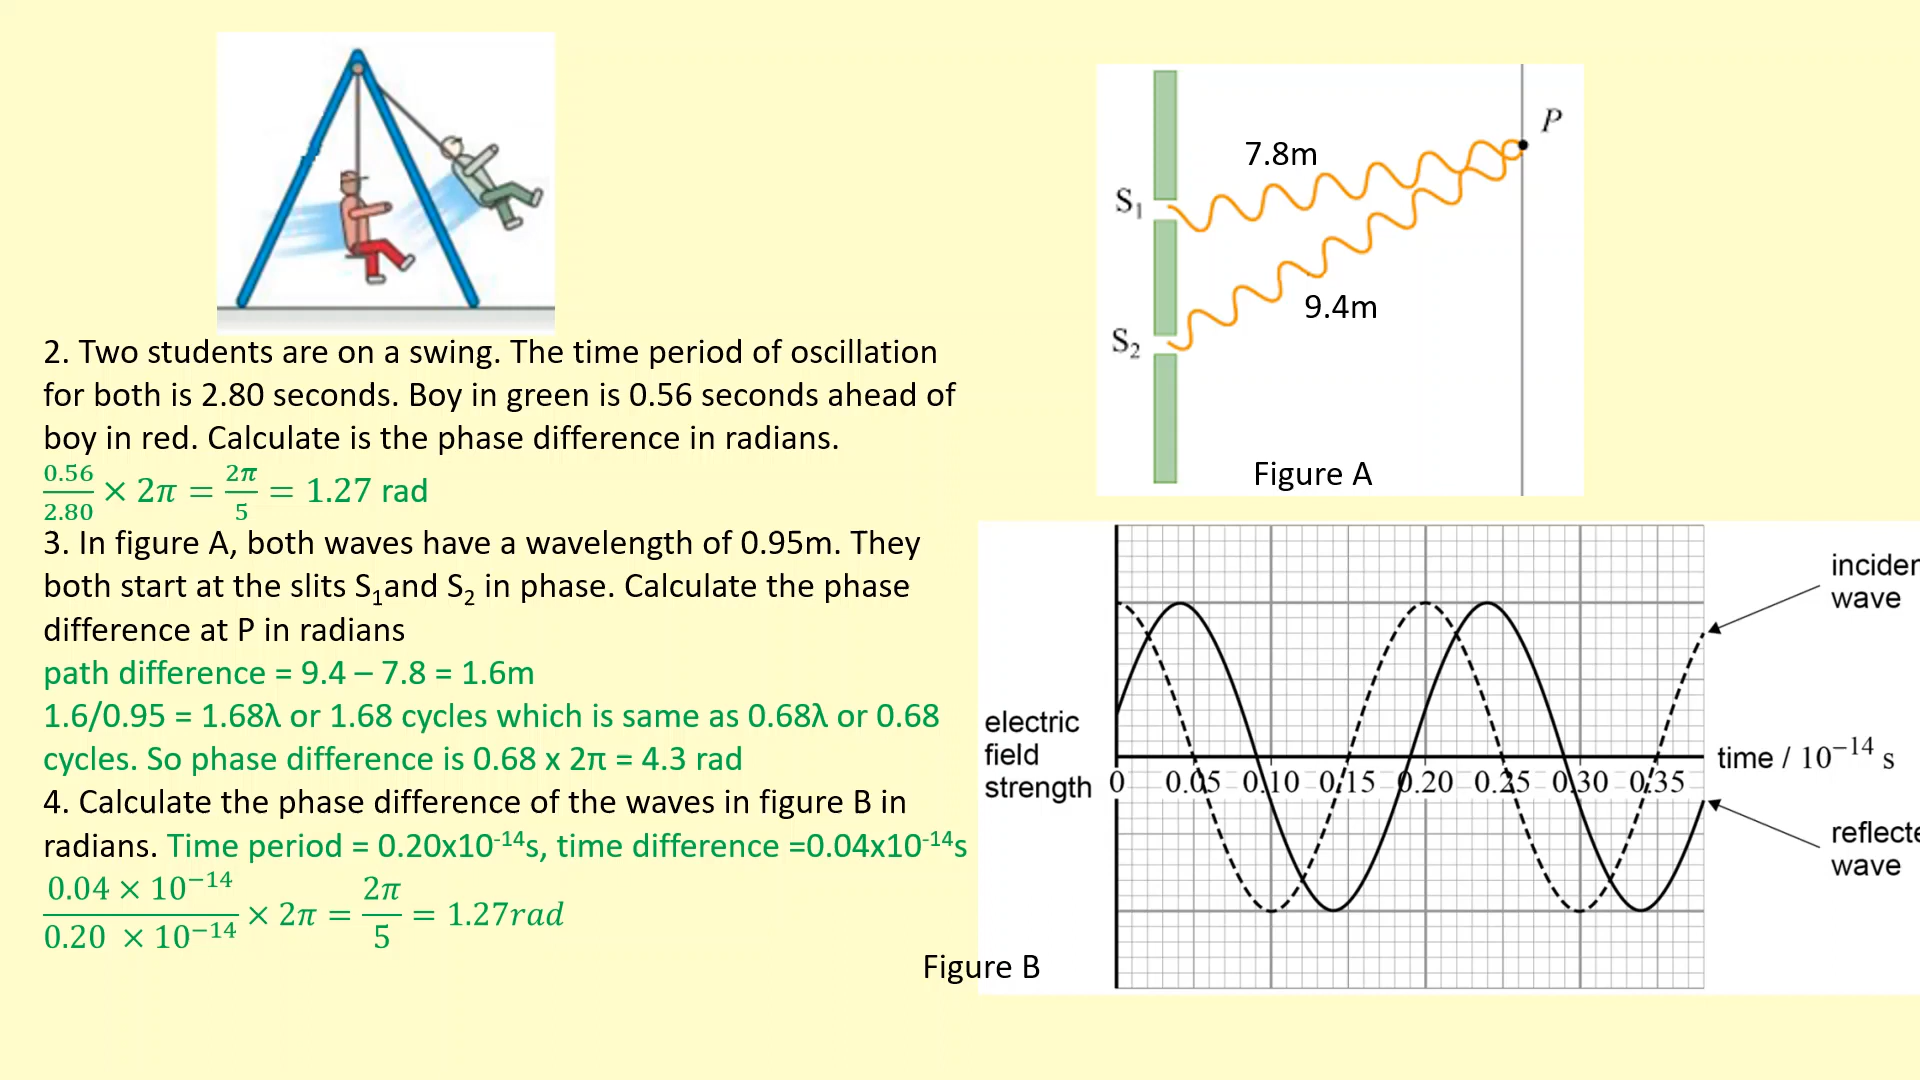 2. Two students are on a swing. The time period of oscillation
for both is 2.80 seconds. Boy in green is 0.56 seconds ahead of
boy in red. Calculate is the phase difference in radians.
0.56/2.80 × 2π = 2π/5 = 1.27 rad
3. In figure A, both waves have a wavelength of 0.95m. They
both start at the slits S₁and S₂ in phase. Calculate the phase
difference at P in radians
path difference = 9.4 – 7.8 = 1.6m
1.6/0.95 = 1.68λ or 1.68 cycles which is same as 0.68λ or 0.68
cycles. So phase difference is 0.68 x 2π = 4.3 rad
4. Calculate the phase difference of the waves in figure B in
radians. Time period = 0.20x10⁻¹⁴s, time difference =0.04x10⁻¹⁴s
0.04 × 10⁻¹⁴/0.20 × 10⁻¹⁴ × 2π = 2π/5 = 1.27rad
P
7.8m
S₁
9.4m
S₂
Figure A
inciden
wave
electric
field
strength
0 0.05 0.10 0.15 0.20 0.25 0.30 0.35
time / 10⁻¹⁴ s
reflecte
wave
Figure B